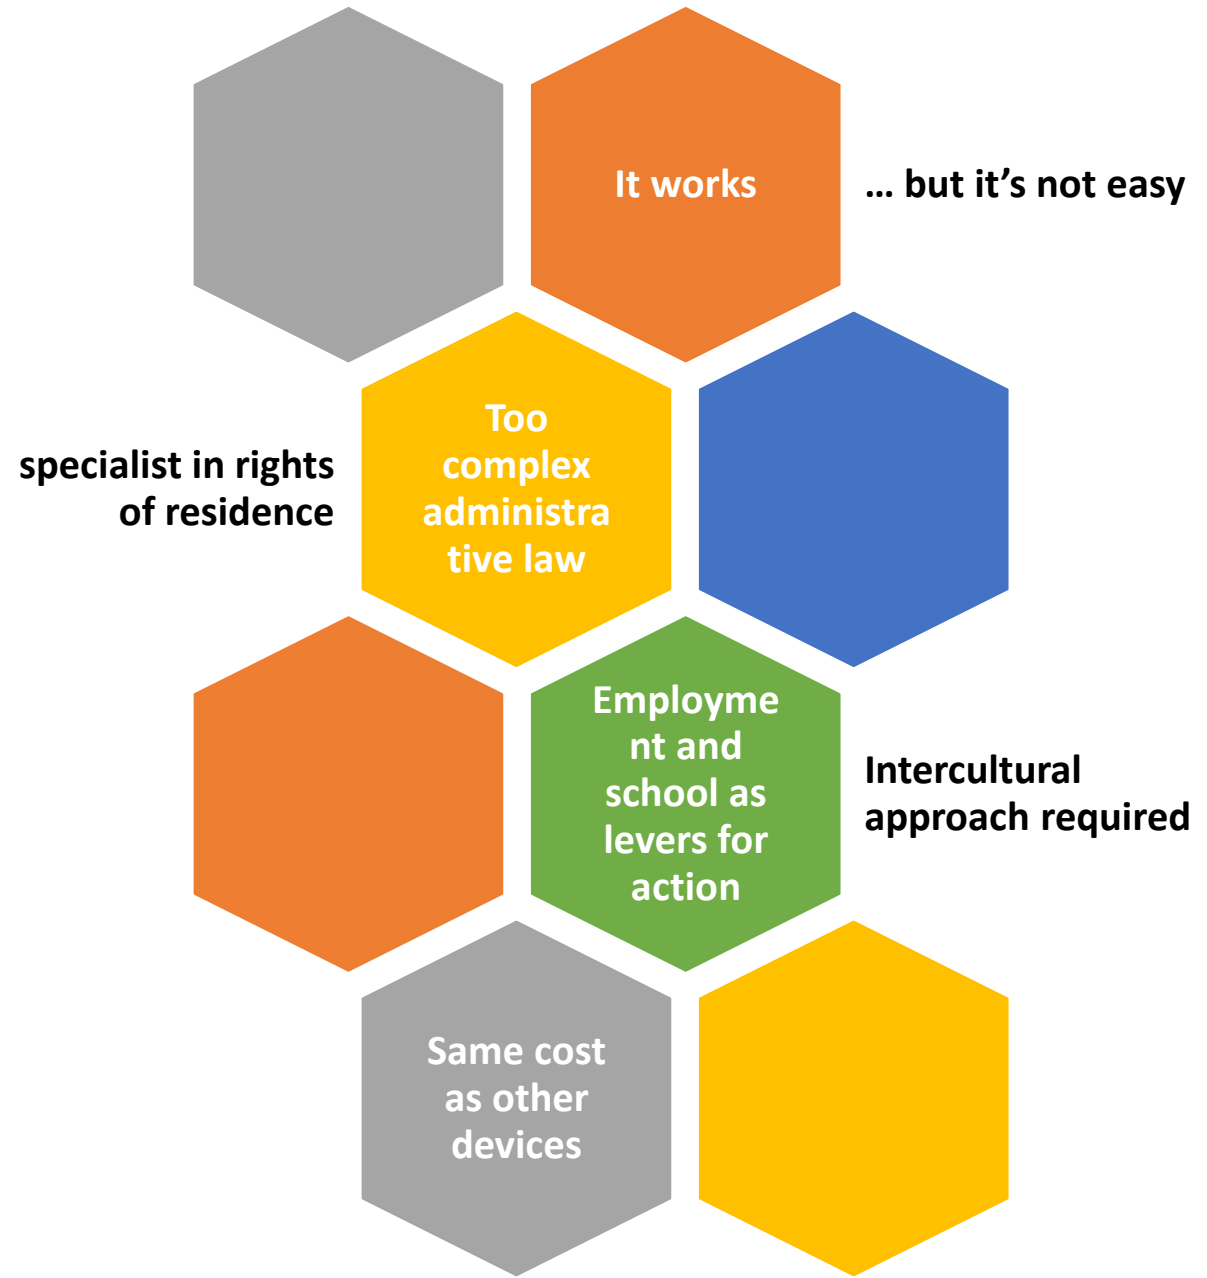 It works
… but it’s not easy
specialist in rights
of residence
Too
complex
administra
tive law
Employme
nt and
school as
levers for
action
Intercultural
approach required
Same cost
as other
devices